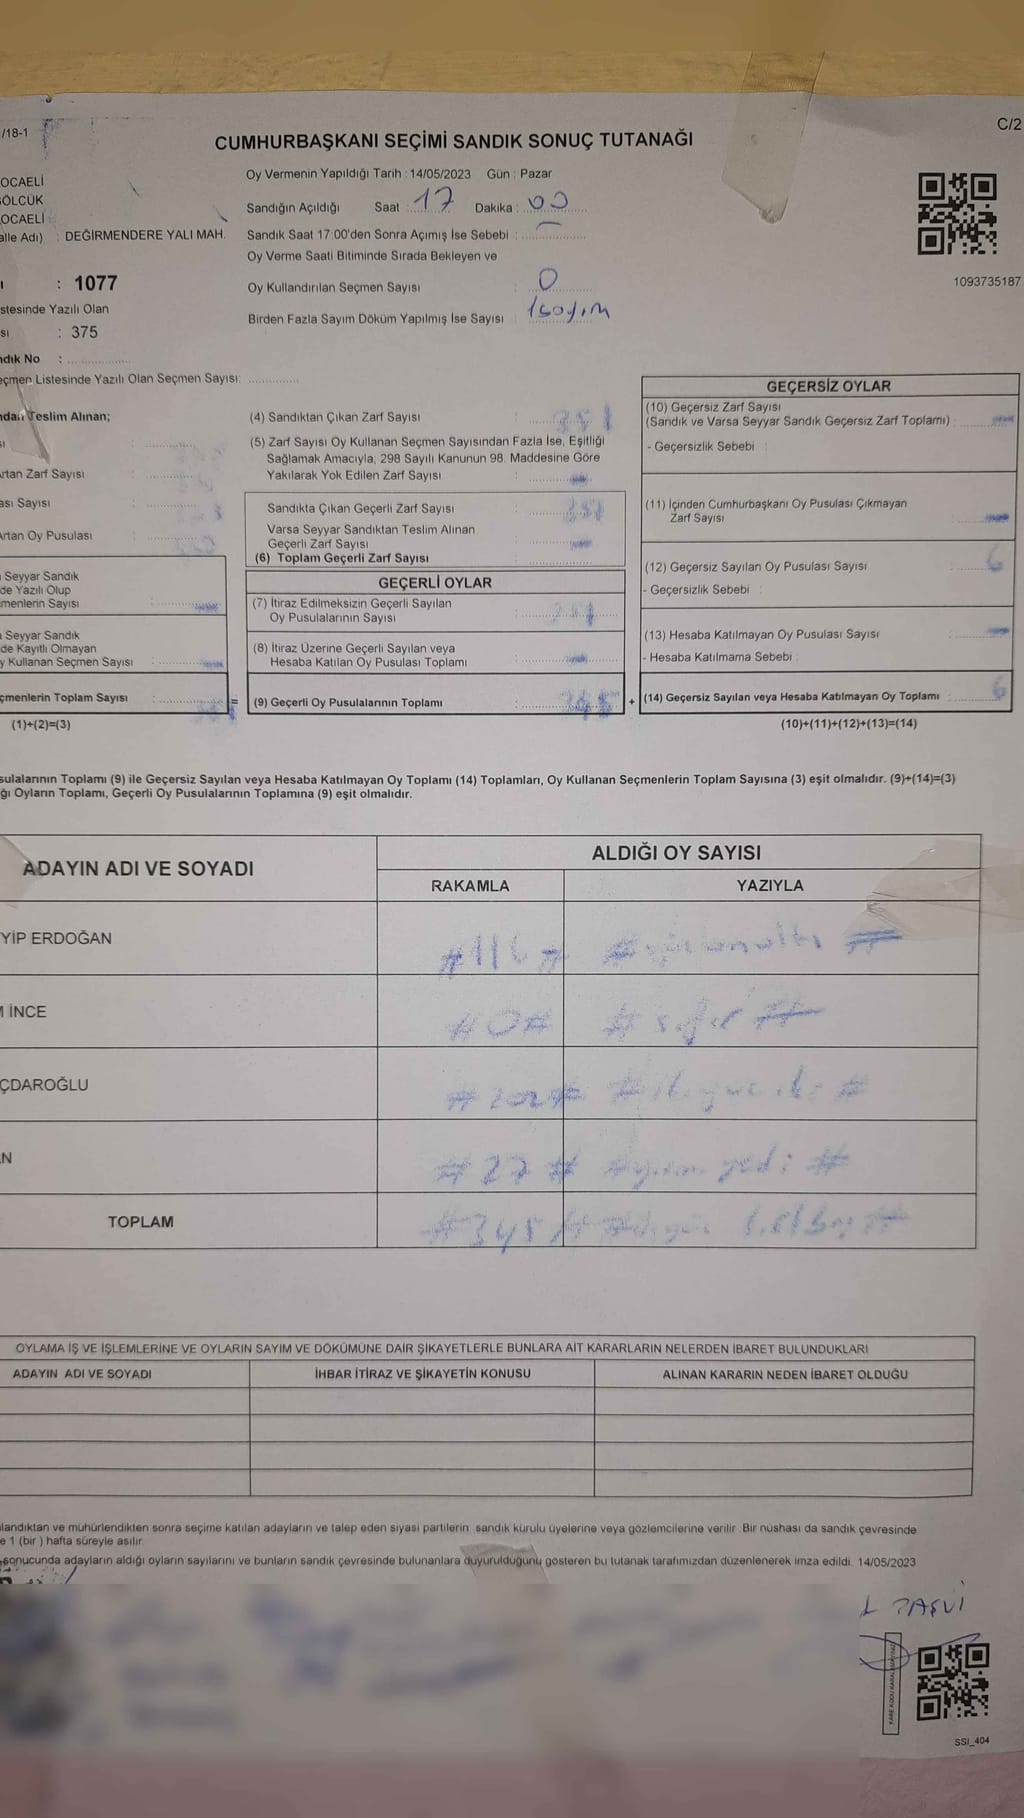 /18-1
C/2
CUMHURBAŞKANI SEÇİMİ SANDIK SONUÇ TUTANAĞI
OCAELİ
GÖLCÜK
OCAELİ
alle Adı) : DEĞİRMENDERE YALI MAH.
: 1077
stesinde Yazılı Olan
sı : 375
ndık No :
eçmen Listesinde Yazılı Olan Seçmen Sayısı:
Oy Vermenin Yapıldığı Tarih : 14/05/2023 Gün : Pazar
Sandığın Açıldığı Saat 17 Dakika : 00
Sandık Saat 17:00'den Sonra Açımış İse Sebebi :
Oy Verme Saati Bitiminde Sırada Bekleyen ve
Oy Kullandırılan Seçmen Sayısı : 0
Birden Fazla Sayım Döküm Yapılmış İse Sayısı 1 sayım
1093735187
ndan Teslim Alınan;
sı
Artan Zarf Sayısı
ası Sayısı
Artan Oy Pusulası
Seyyar Sandık
de Yazılı Olup
menlerin Sayısı :
Seyyar Sandık
de Kayıtlı Olmayan
y Kullanan Seçmen Sayısı :
çmenlerin Toplam Sayısı =
(1)+(2)=(3)
(4) Sandıktan Çıkan Zarf Sayısı : 351
(5) Zarf Sayısı Oy Kullanan Seçmen Sayısından Fazla İse, Eşitliği
Sağlamak Amacıyla; 298 Sayılı Kanunun 98. Maddesine Göre
Yakılarak Yok Edilen Zarf Sayısı :
Sandıkta Çıkan Geçerli Zarf Sayısı : 351
Varsa Seyyar Sandıktan Teslim Alınan
Geçerli Zarf Sayısı :
(6) Toplam Geçerli Zarf Sayısı
GEÇERLİ OYLAR
(7) İtiraz Edilmeksizin Geçerli Sayılan
Oy Pusulalarının Sayısı :
(8) İtiraz Üzerine Geçerli Sayılan veya
Hesaba Katılan Oy Pusulası Toplamı :
(9) Geçerli Oy Pusulalarının Toplamı : 345 +
GEÇERSİZ OYLAR
(10) Geçersiz Zarf Sayısı
(Sandık ve Varsa Seyyar Sandık Geçersiz Zarf Toplamı) :
- Geçersizlik Sebebi :
(11) İçinden Cumhurbaşkanı Oy Pusulası Çıkmayan
Zarf Sayısı
(12) Geçersiz Sayılan Oy Pusulası Sayısı : 6
- Geçersizlik Sebebi :
(13) Hesaba Katılmayan Oy Pusulası Sayısı :
- Hesaba Katılmama Sebebi
(14) Geçersiz Sayılan veya Hesaba Katılmayan Oy Toplamı : 6
(10)+(11)+(12)+(13)=(14)
sulalarının Toplamı (9) ile Geçersiz Sayılan veya Hesaba Katılmayan Oy Toplamı (14) Toplamları, Oy Kullanan Seçmenlerin Toplam Sayısına (3) eşit olmalıdır. (9)+(14)=(3)
ğı Oyların Toplamı, Geçerli Oy Pusulalarının Toplamına (9) eşit olmalıdır.
ADAYIN ADI VE SOYADI
ALDIĞI OY SAYISI
RAKAMLA YAZIYLA
YİP ERDOĞAN #116# # yüzonaltı #
M İNCE #0# # sıfır #
ÇDAROĞLU #202# # ikiyüz iki #
AN #27# # yirmi yedi #
TOPLAM #345#
OYLAMA İŞ VE İŞLEMLERİNE VE OYLARIN SAYIM VE DÖKÜMÜNE DAİR ŞİKAYETLERLE BUNLARA AİT KARARLARIN NELERDEN İBARET BULUNDUKLARI
ADAYIN ADI VE SOYADI İHBAR İTİRAZ VE ŞİKAYETİN KONUSU ALINAN KARARIN NEDEN İBARET OLDUĞU
landıktan ve mühürlendikten sonra seçime katılan adayların ve talep eden siyasi partilerin sandık kurulu üyelerine veya gözlemcilerine verilir. Bir nüshası da sandık çevresinde
e 1 (bir) hafta süreyle asılır.
sonucunda adayların aldığı oyların sayılarını ve bunların sandık çevresinde bulunanlara duyurulduğunu gösteren bu tutanak tarafımızdan düzenlenerek imza edildi. 14/05/2023
KARE KODU KARALAMAYINIZ
SSI_404